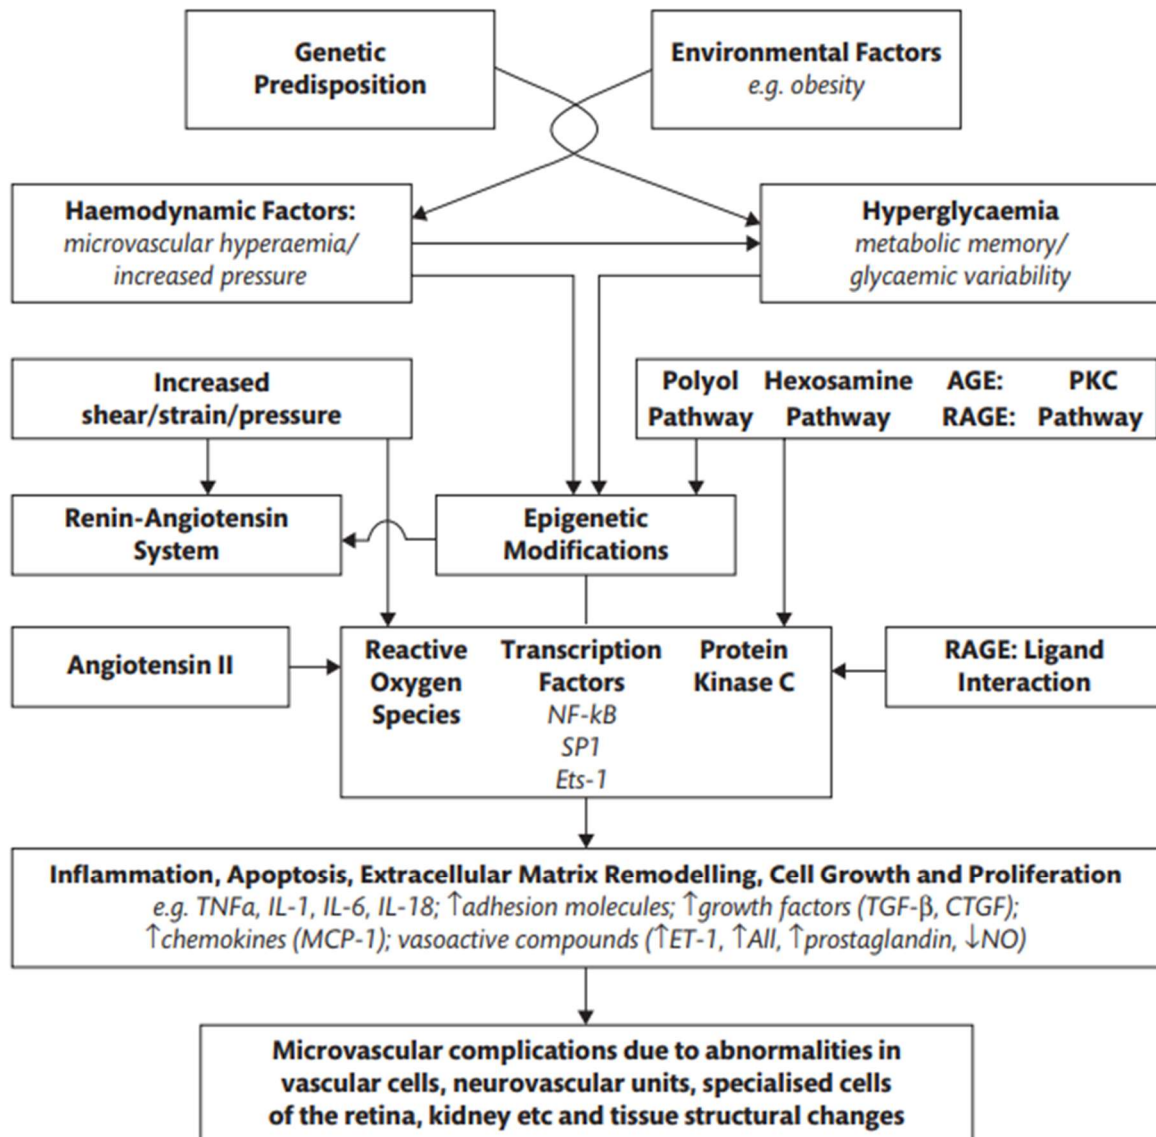 Genetic
Predisposition
Environmental Factors
e.g. obesity
Haemodynamic Factors:
microvascular hyperaemia/
increased pressure
Hyperglycaemia
metabolic memory/
glycaemic variability
Increased
shear/strain/pressure
Polyol Hexosamine AGE: PKC
Pathway Pathway RAGE: Pathway
Renin-Angiotensin
System
Epigenetic
Modifications
Angiotensin II
Reactive Transcription Protein
Oxygen Factors Kinase C
Species NF-kB
SP1
Ets-1
RAGE: Ligand
Interaction
Inflammation, Apoptosis, Extracellular Matrix Remodelling, Cell Growth and Proliferation
e.g. TNFa, IL-1, IL-6, IL-18; ↑adhesion molecules; ↑growth factors (TGF-β, CTGF);
↑chemokines (MCP-1); vasoactive compounds (↑ET-1, ↑AII, ↑prostaglandin, ↓NO)
Microvascular complications due to abnormalities in
vascular cells, neurovascular units, specialised cells
of the retina, kidney etc and tissue structural changes